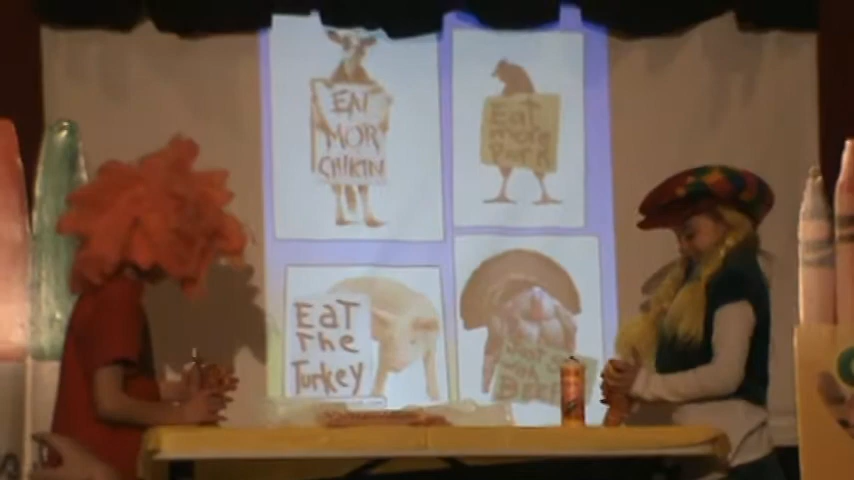 EAT
MOR
CHIKIN
Eat
more
Pork
EaT
The
Turkey